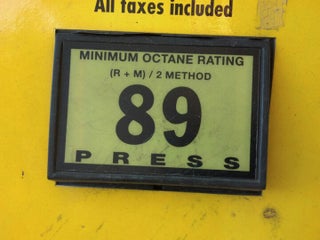 All taxes included
MINIMUM OCTANE RATING
(R + M) / 2 METHOD
89
PRESS